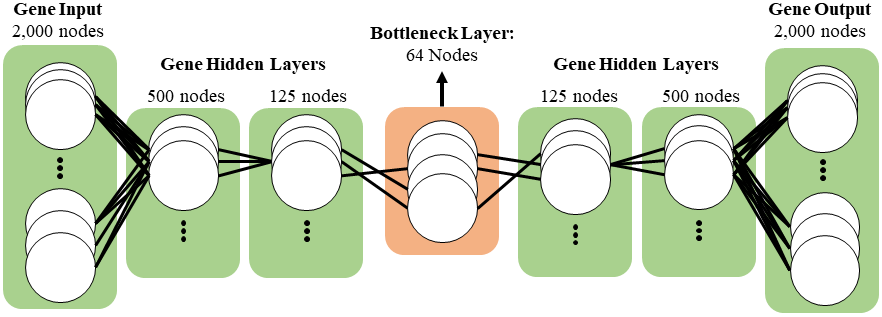 Gene Input
2,000 nodes
Gene Hidden Layers
500 nodes
125 nodes
Bottleneck Layer:
64 Nodes
Gene Hidden Layers
125 nodes
500 nodes
Gene Output
2,000 nodes